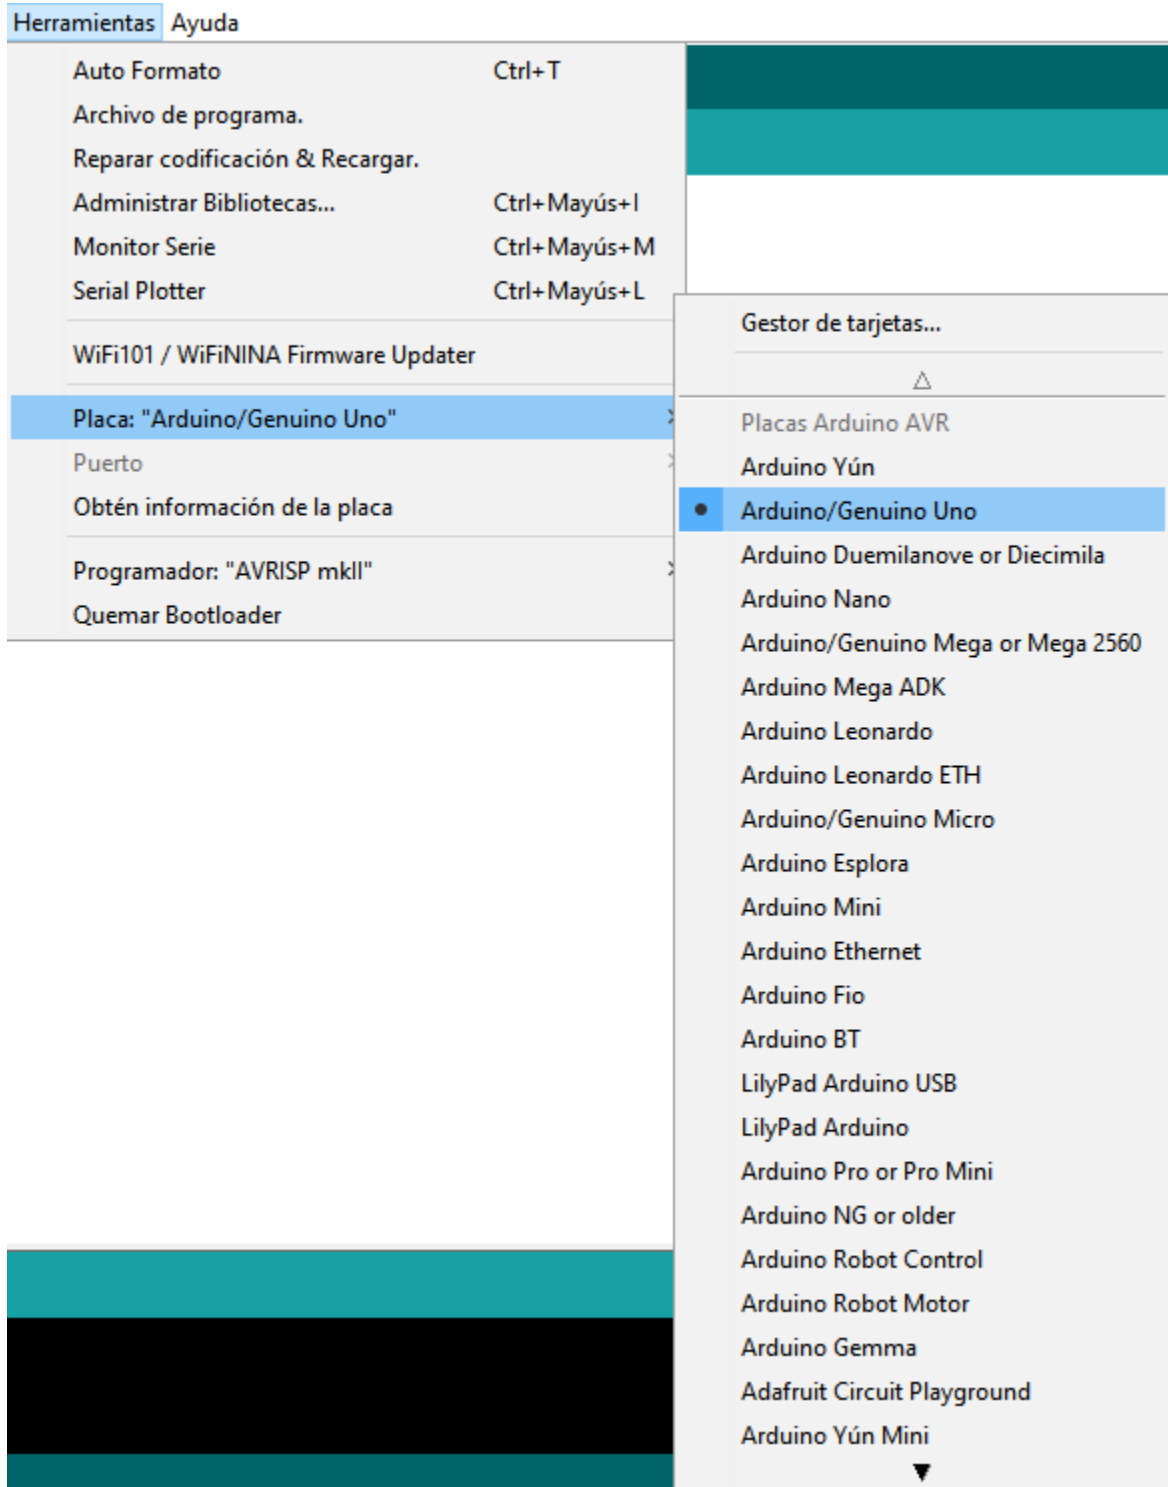 Herramientas Ayuda
Auto Formato Ctrl+T
Archivo de programa.
Reparar codificación & Recargar.
Administrar Bibliotecas... Ctrl+Mayús+I
Monitor Serie Ctrl+Mayús+M
Serial Plotter Ctrl+Mayús+L
WiFi101 / WiFiNINA Firmware Updater
Placa: "Arduino/Genuino Uno"
Puerto
Obtén información de la placa
Programador: "AVRISP mkII"
Quemar Bootloader
Gestor de tarjetas...
Placas Arduino AVR
Arduino Yún
Arduino/Genuino Uno
Arduino Duemilanove or Diecimila
Arduino Nano
Arduino/Genuino Mega or Mega 2560
Arduino Mega ADK
Arduino Leonardo
Arduino Leonardo ETH
Arduino/Genuino Micro
Arduino Esplora
Arduino Mini
Arduino Ethernet
Arduino Fio
Arduino BT
LilyPad Arduino USB
LilyPad Arduino
Arduino Pro or Pro Mini
Arduino NG or older
Arduino Robot Control
Arduino Robot Motor
Arduino Gemma
Adafruit Circuit Playground
Arduino Yún Mini